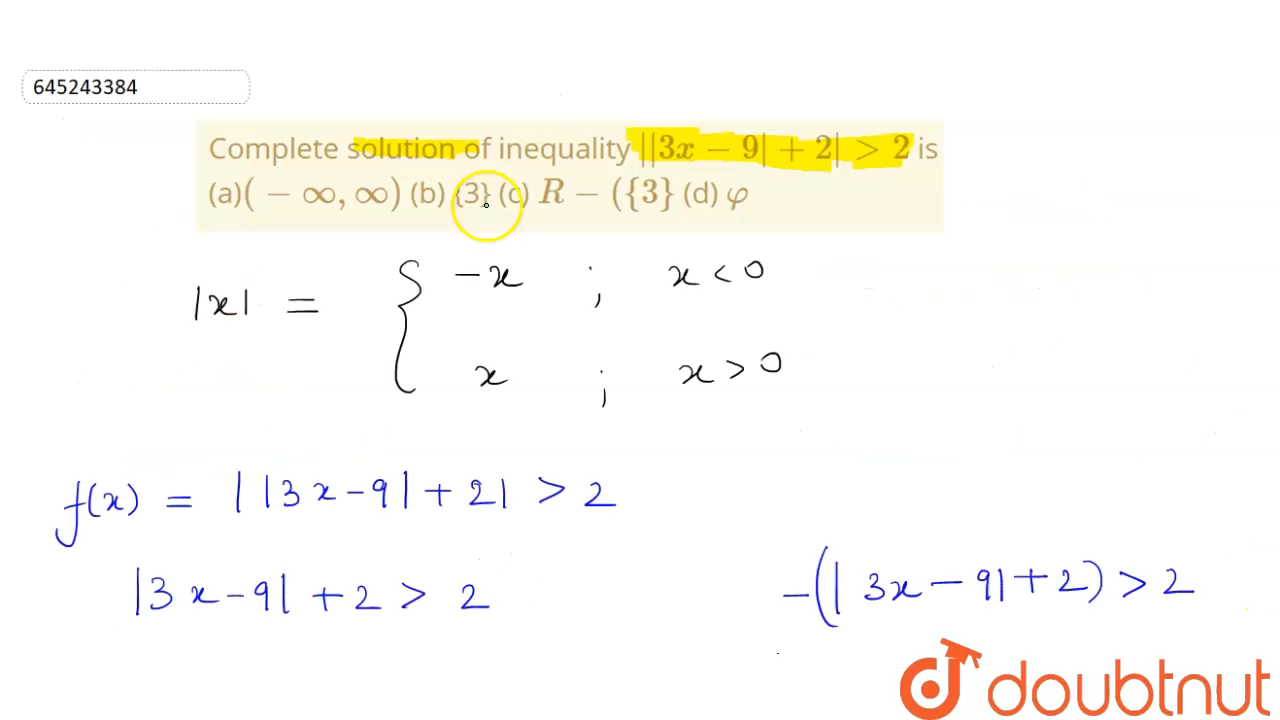 645243384
Complete solution of inequality ||3x − 9| + 2| > 2 is
(a)( − ∞, ∞) (b) {3} (c) R − ({3} (d) φ
|x| = { −x ; x < 0
x ; x > 0
f(x) = ||3x − 9| + 2| > 2
|3x − 9| + 2 > 2 −(|3x − 9| + 2) > 2
doubtnut